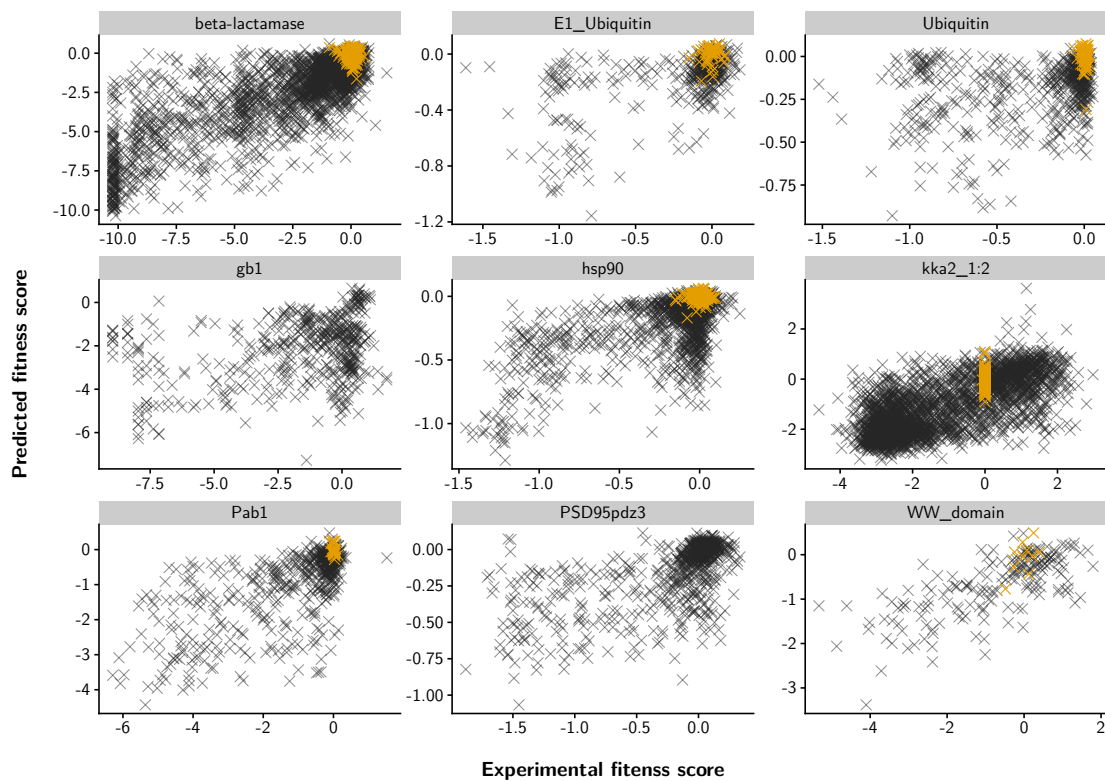 beta-lactamase E1_Ubiquitin Ubiquitin
0.0 0.0 0.00
-2.5 -0.4 -0.25
-5.0 -0.8 -0.50
-7.5 -0.75
-10.0 -1.2
-10.0 -7.5 -5.0 -2.5 0.0 -1.5 -1.0 -0.5 0.0 -1.5 -1.0 -0.5 0.0
gb1 hsp90 kka2_1:2
0 0.0 2
-2 -0.5 0
-4 -1.0 -2
-6
-7.5 -5.0 -2.5 0.0 -1.5 -1.0 -0.5 0.0 -4 -2 0 2
Pab1 PSD95pdz3 WW_domain
0 0.00 0
-1 -0.25 -1
-2 -0.50 -2
-3 -0.75 -3
-4 -1.00
-6 -4 -2 0 -1.5 -1.0 -0.5 0.0 -4 -2 0 2
Predicted fitness score
Experimental fitenss score